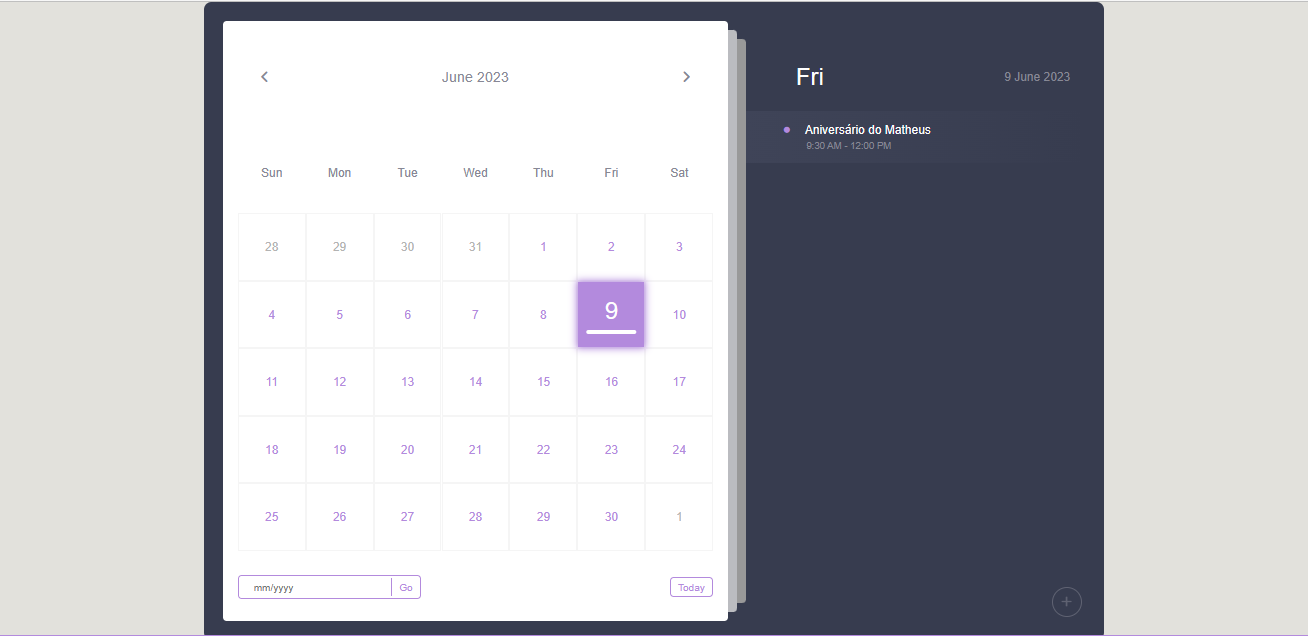 June 2023
Sun Mon Tue Wed Thu Fri Sat
28 29 30 31 1 2 3
4 5 6 7 8 9 10
11 12 13 14 15 16 17
18 19 20 21 22 23 24
25 26 27 28 29 30 1
mm/yyyy Go Today
Fri 9 June 2023
Aniversário do Matheus
9:30 AM - 12:00 PM
+